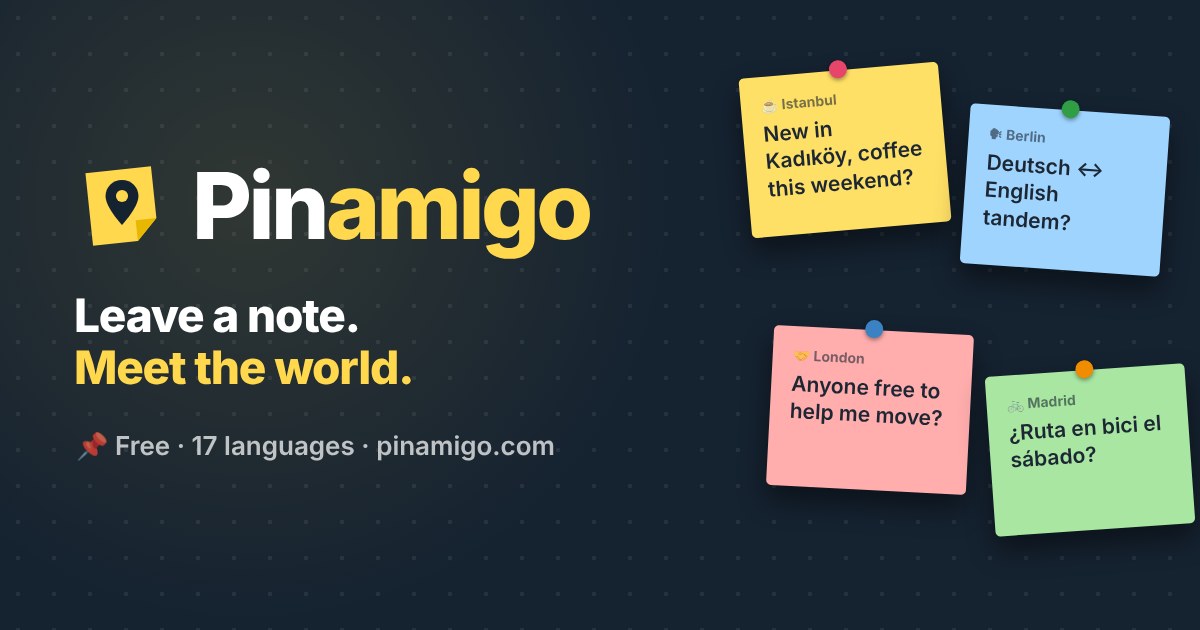 Pinamigo
Leave a note.
Meet the world.
📌 Free · 17 languages · pinamigo.com
☕ Istanbul
New in
Kadıköy, coffee
this weekend?
🗣 Berlin
Deutsch ↔
English
tandem?
🤝 London
Anyone free to
help me move?
🚲 Madrid
¿Ruta en bici el
sábado?